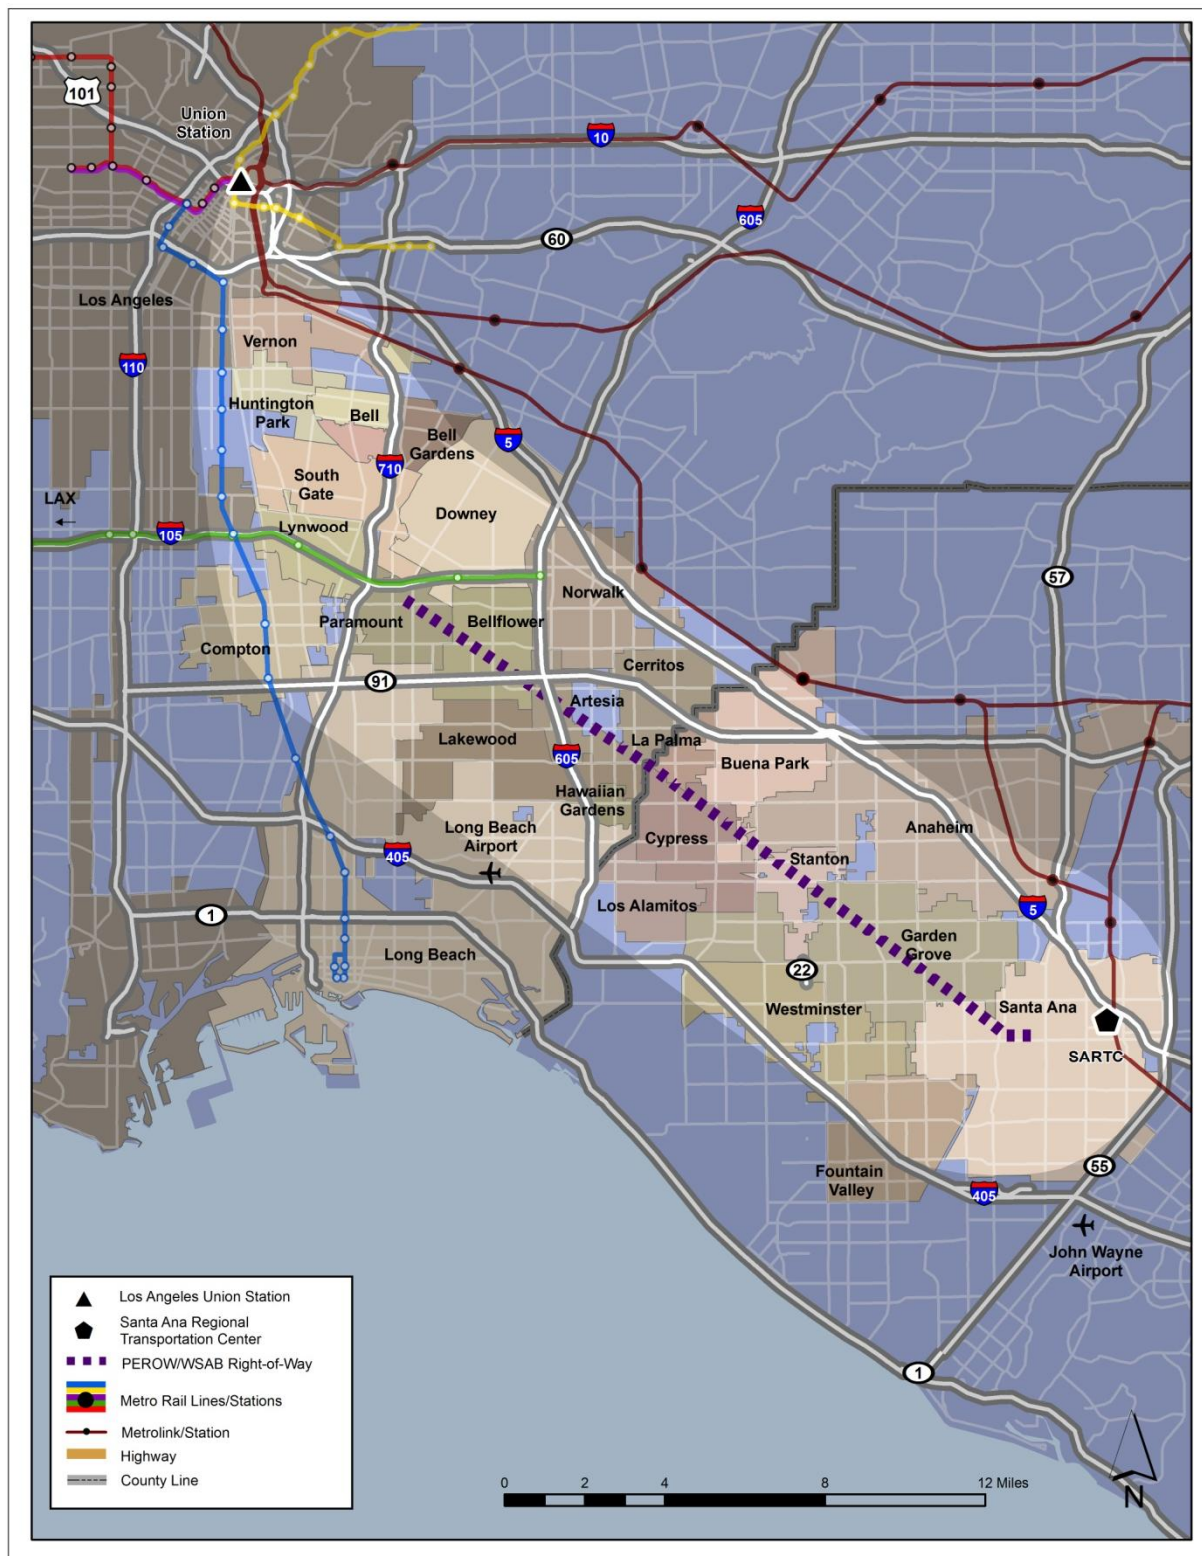 101
Union
Station
10
605
60
Los Angeles
110
Vernon
Huntington
Park
Bell
Bell
Gardens
5
710
South
Gate
LAX
Downey
Lynwood
105
57
Norwalk
Paramount
Bellflower
Compton
Cerritos
91
Artesia
Lakewood
La Palma
605
Buena Park
Hawaiian
Gardens
Long Beach
Airport
Cypress
Anaheim
405
Stanton
Los Alamitos
5
1
Garden
Grove
Long Beach
22
Westminster
Santa Ana
SARTC
Fountain
Valley
55
405
John Wayne
Airport
Los Angeles Union Station
Santa Ana Regional
Transportation Center
PEROW/WSAB Right-of-Way
Metro Rail Lines/Stations
Metrolink/Station
Highway
County Line
1
0 2 4 8 12 Miles
N